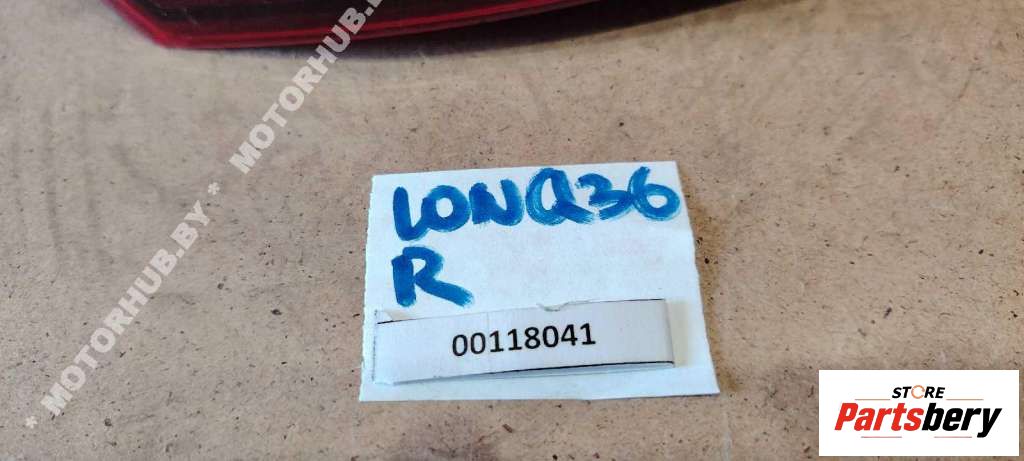 * MOTORHUB.BY * MOTORHUB.BY
LONQ36
R
00118041
STORE
Partsbery